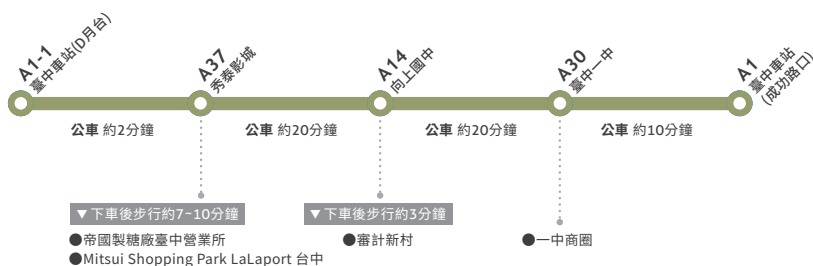 A1-1
臺中車站(D月台)
A37
秀泰影城
A14
向上國中
A30
臺中一中
A1
臺中車站
(成功路口)
公車 約2分鐘
公車 約20分鐘
公車 約20分鐘
公車 約10分鐘
▼下車後步行約7-10分鐘
●帝國製糖廠臺中營業所
●Mitsui Shopping Park LaLaport 台中
▼下車後步行約3分鐘
●審計新村
●一中商圈